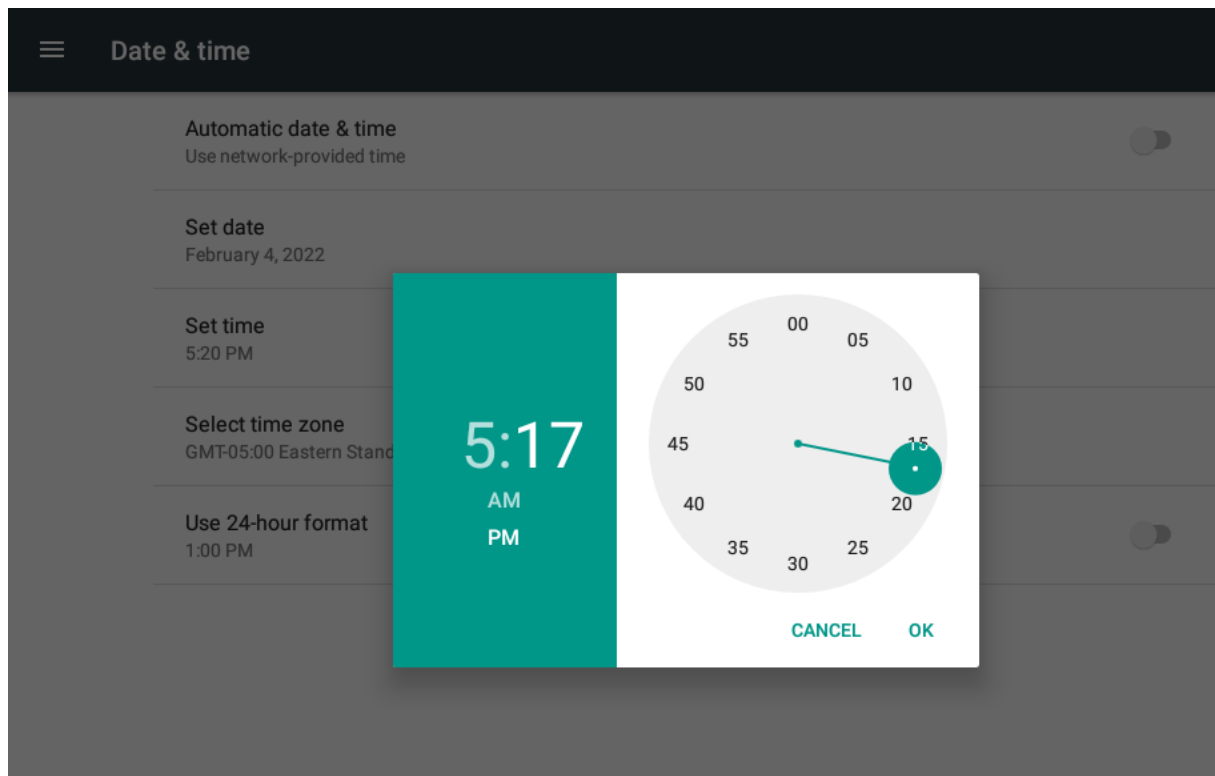 Date & time
Automatic date & time
Use network-provided time
Set date
February 4, 2022
Set time
5:20 PM
Select time zone
GMT-05:00 Eastern Stand
Use 24-hour format
1:00 PM
5:17
AM
PM
00
05
10
15
20
25
30
35
40
45
50
55
CANCEL
OK